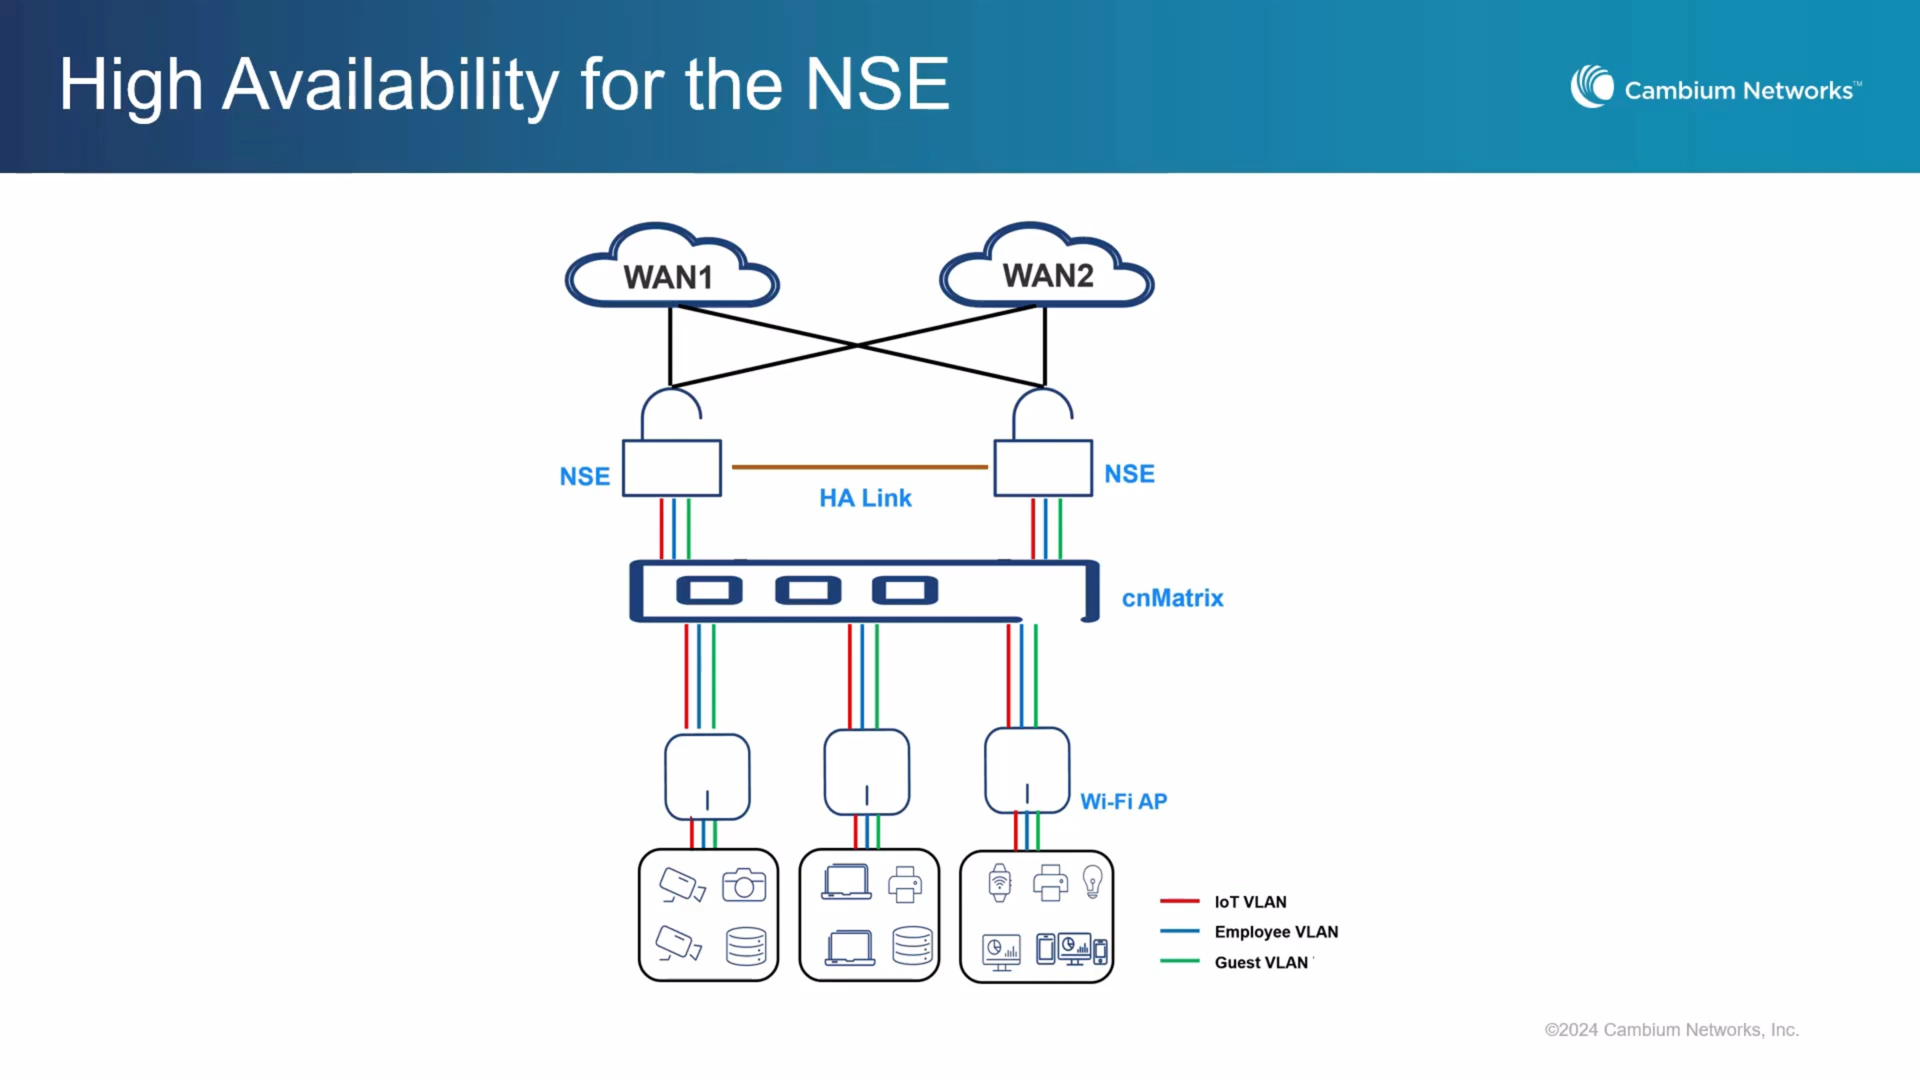 High Availability for the NSE
Cambium Networks™
WAN1
WAN2
NSE
HA Link
NSE
cnMatrix
Wi-Fi AP
IoT VLAN
Employee VLAN
Guest VLAN
©2024 Cambium Networks, Inc.